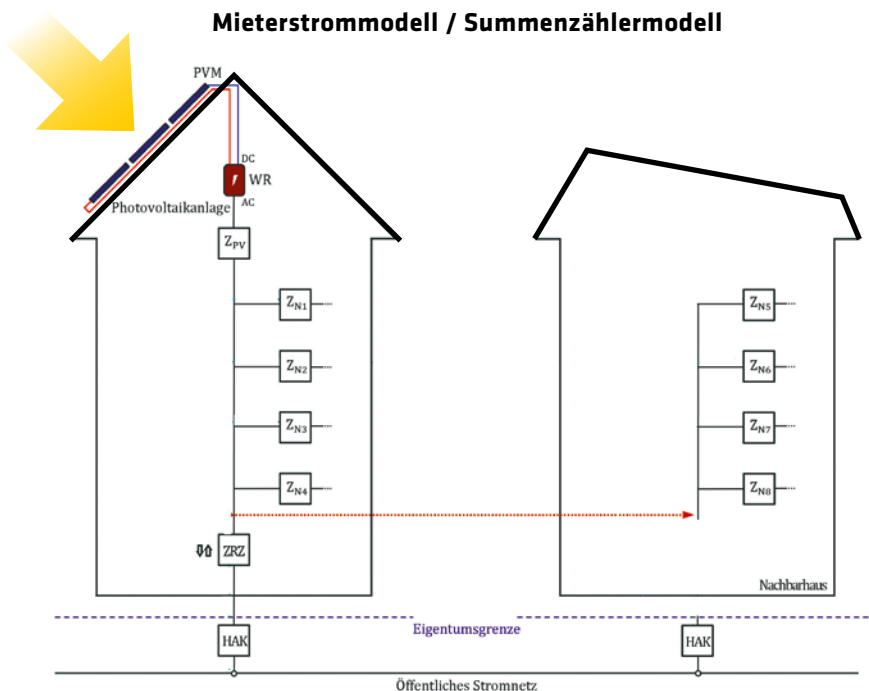 Mieterstrommodell / Summenzählermodell
PVM
DC
WR
AC
Photovoltaikanlage
ZPV
ZN1
ZN2
ZN3
ZN4
ZRZ
HAK
ZN5
ZN6
ZN7
ZN8
Nachbarhaus
Eigentumsgrenze
HAK
Öffentliches Stromnetz